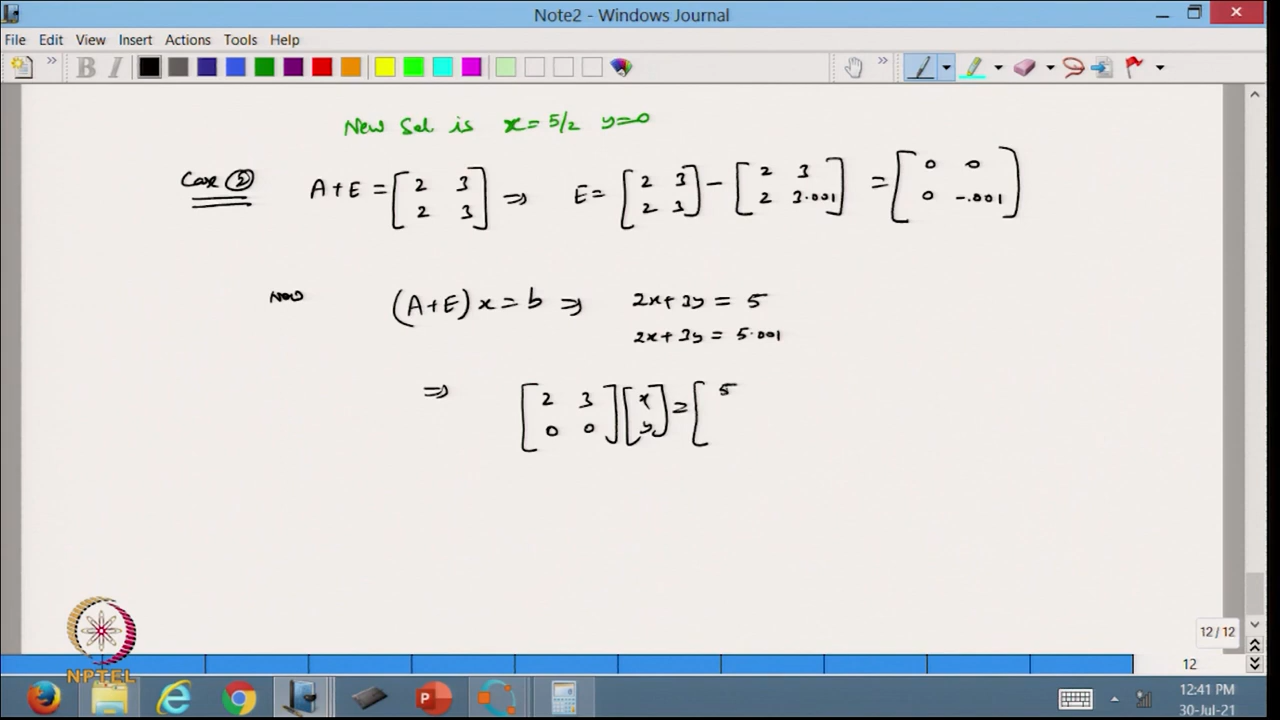 Note2 - Windows Journal
File Edit View Insert Actions Tools Help
New Sol is x = 5/2 y=0
Case ② A+E = [2 3; 2 3] ⇒ E = [2 3; 2 3] - [2 3; 2 3.001] = [0 0; 0 -.001]
Now (A+E)x = b ⇒ 2x+3y = 5
2x+3y = 5.001
⇒ [2 3; 0 0] [x; y] = [5
12 / 12
NPTEL
12
12:41 PM
30-Jul-21